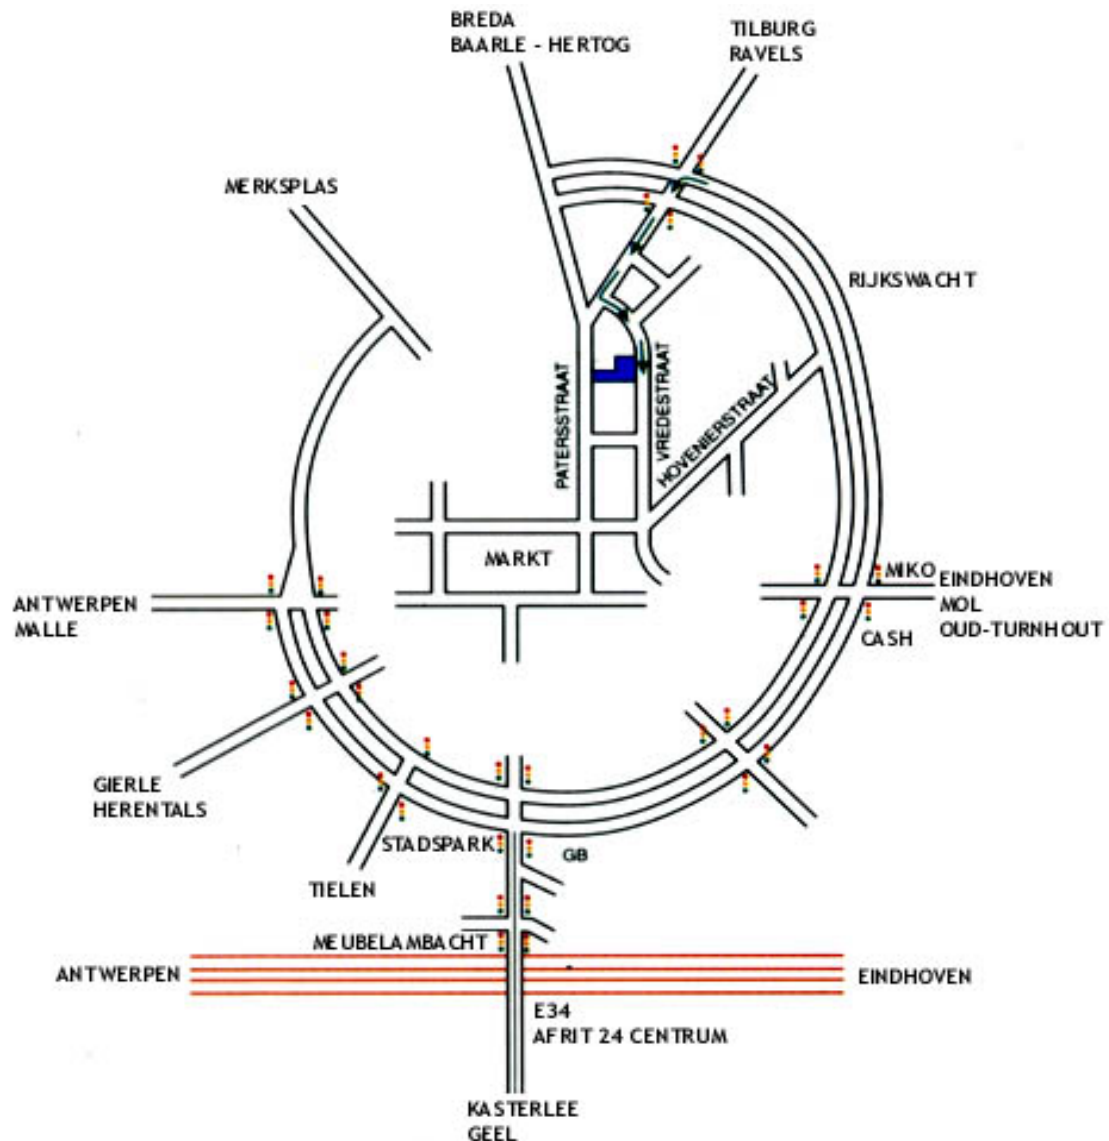 BREDA
BAARLE - HERTOG
TILBURG
RAVELS
MERKSPLAS
RIJKSWACHT
PATERSSTRAAT
VREDESTRAAT
HOVENIERSTRAAT
MARKT
MIKO
EINDHOVEN
MOL
OUD-TURNHOUT
CASH
ANTWERPEN
MALLE
GIERLE
HERENTALS
STADSPARK
GB
TIELEN
MEUBELAMBACHT
ANTWERPEN
EINDHOVEN
E34
AFRIT 24 CENTRUM
KASTERLEE
GEEL